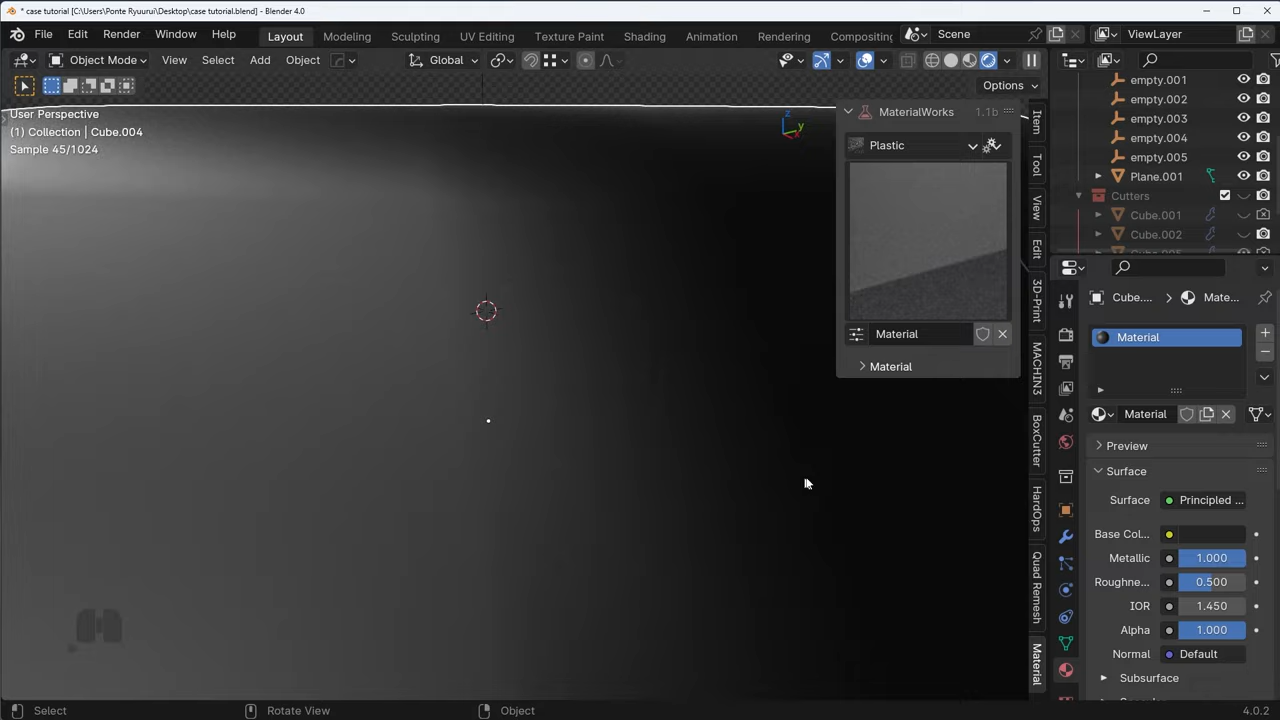 * case tutorial [C:\Users\Ponte Ryuurui\Desktop\case tutorial.blend] - Blender 4.0
File Edit Render Window Help Layout Modeling Sculpting UV Editing Texture Paint Shading Animation Rendering Compositing Scene ViewLayer
Object Mode View Select Add Object Global
Options
User Perspective
(1) Collection | Cube.004
Sample 45/1024
z
y
x
MaterialWorks 1.1b
Plastic
Material
Material
Item
Tool
View
Edit
3D-Print
MACHIN3
BoxCutter
HardOps
Quad Remesh
Material
empty.001
empty.002
empty.003
empty.004
empty.005
Plane.001
Cutters
Cube.001
Cube.002
Cube.... Mate...
Material
Material
Preview
Surface
Surface Principled ...
Base Col...
Metallic 1.000
Roughne... 0.500
IOR 1.450
Alpha 1.000
Normal Default
Subsurface
Select Rotate View Object 4.0.2